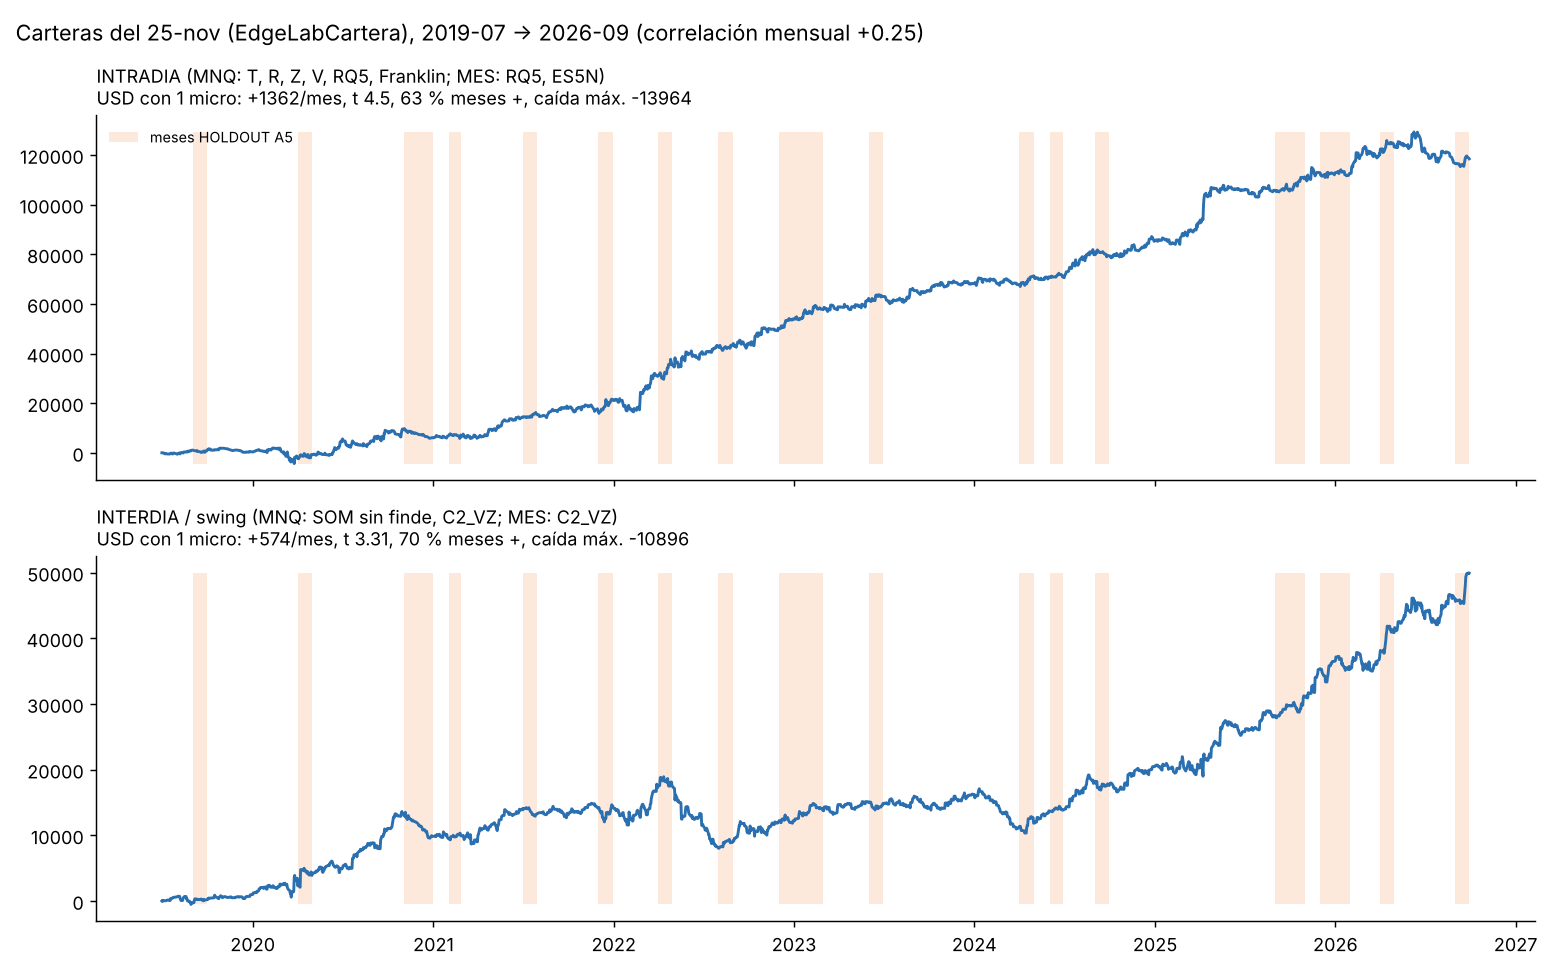 Carteras del 25-nov (EdgeLabCartera), 2019-07 → 2026-09 (correlación mensual +0.25)
INTRADIA (MNQ: T, R, Z, V, RQ5, Franklin; MES: RQ5, ES5N)
USD con 1 micro: +1362/mes, t 4.5, 63 % meses +, caída máx. -13964
meses HOLDOUT A5
120000
100000
80000
60000
40000
20000
0
INTERDIA / swing (MNQ: SOM sin finde, C2_VZ; MES: C2_VZ)
USD con 1 micro: +574/mes, t 3.31, 70 % meses +, caída máx. -10896
50000
40000
30000
20000
10000
0
2020 2021 2022 2023 2024 2025 2026 2027